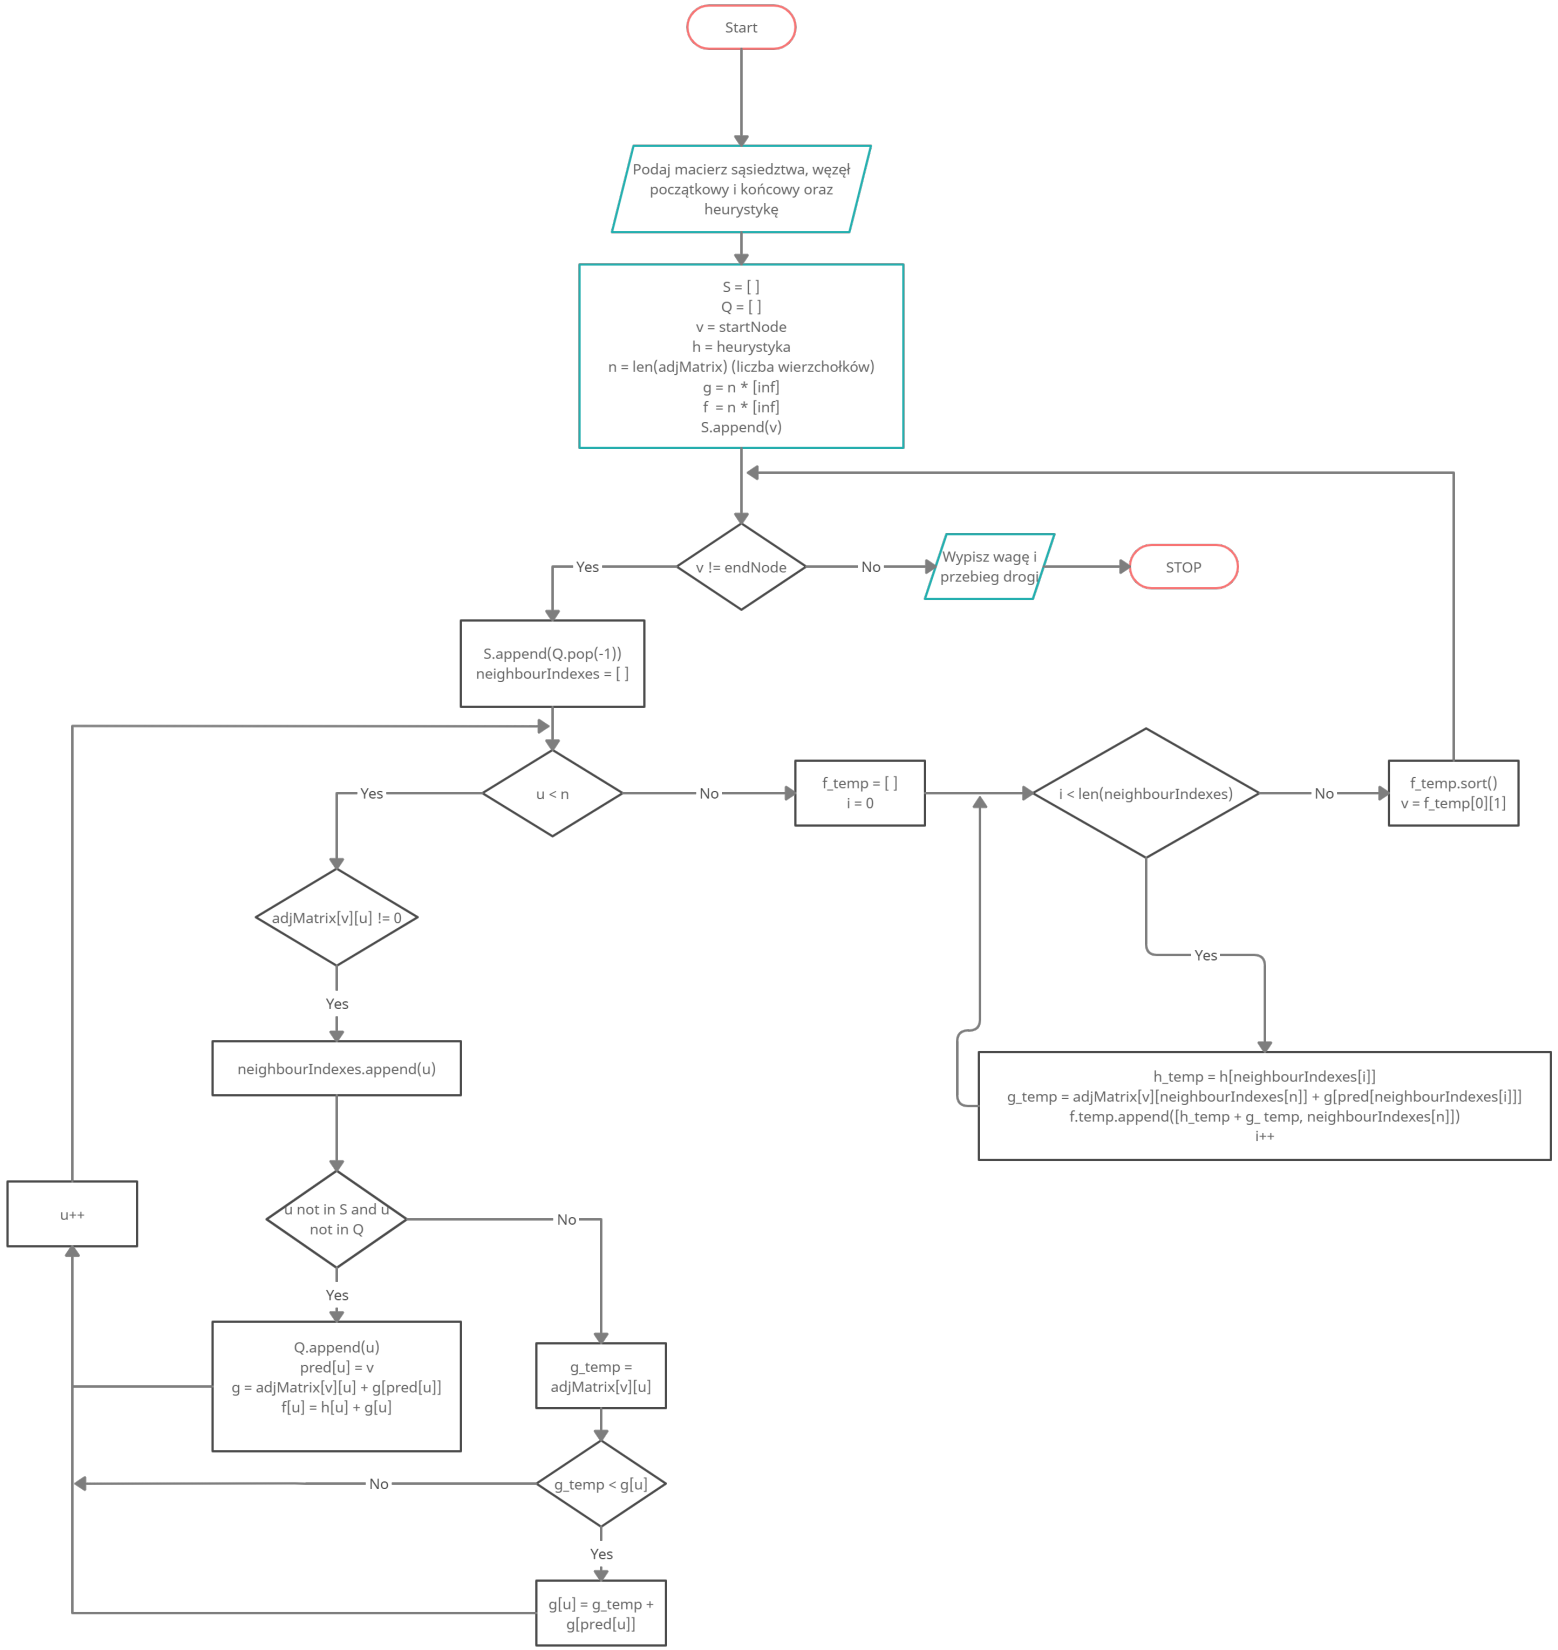 Start
Podaj macierz sąsiedztwa, węzęł
początkowy i końcowy oraz
heurystykę
S = [ ]
Q = [ ]
v = startNode
h = heurystyka
n = len(adjMatrix) (liczba wierzchołków)
g = n * [inf]
f  = n * [inf]
S.append(v)
v != endNode
Yes
No
Wypisz wagę i
przebieg drogi
STOP
S.append(Q.pop(-1))
neighbourIndexes = [ ]
u < n
Yes
No
f_temp = [ ]
i = 0
i < len(neighbourIndexes)
No
f_temp.sort()
v = f_temp[0][1]
Yes
h_temp = h[neighbourIndexes[i]]
g_temp = adjMatrix[v][neighbourIndexes[n]] + g[pred[neighbourIndexes[i]]]
f.temp.append([h_temp + g_ temp, neighbourIndexes[n]])
i++
adjMatrix[v][u] != 0
Yes
neighbourIndexes.append(u)
u not in S and u
not in Q
No
Yes
u++
Q.append(u)
pred[u] = v
g = adjMatrix[v][u] + g[pred[u]]
f[u] = h[u] + g[u]
g_temp =
adjMatrix[v][u]
g_temp < g[u]
No
Yes
g[u] = g_temp +
g[pred[u]]